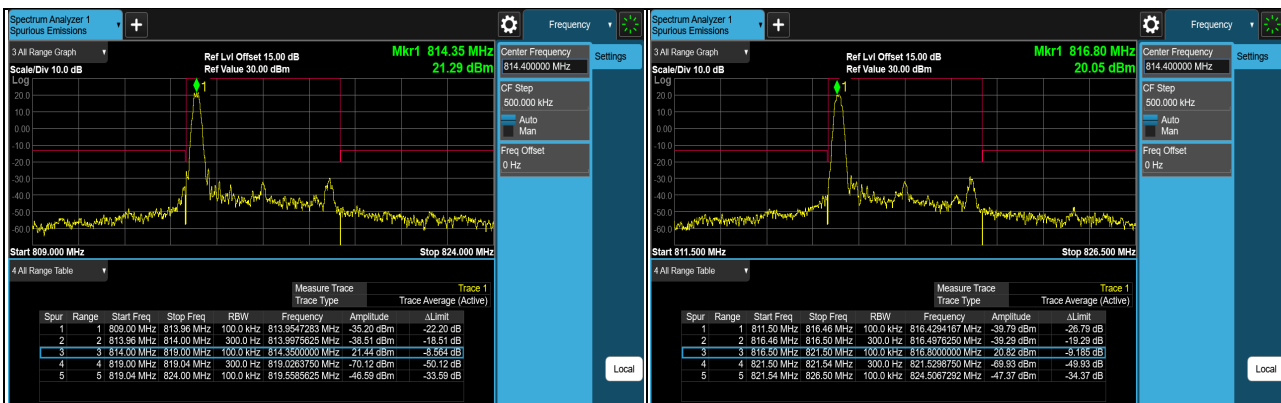 Spectrum Analyzer 1
Spurious Emissions
+
Frequency
3 All Range Graph
Ref Lvl Offset 15.00 dB
Mkr1 814.35 MHz
Scale/Div 10.0 dB
Ref Value 30.00 dBm
21.29 dBm
Log
1
20.0
10.0
0.00
-10.0
-20.0
-30.0
-40.0
-50.0
-60.0
Start 809.000 MHz
Stop 824.000 MHz
Center Frequency
814.400000 MHz
Settings
CF Step
500.000 kHz
Auto
Man
Freq Offset
0 Hz
Local
4 All Range Table
Measure Trace Trace 1
Trace Type Trace Average (Active)
Spur Range Start Freq Stop Freq RBW Frequency Amplitude ΔLimit
1 1 809.00 MHz 813.96 MHz 100.0 kHz 813.9547283 MHz -35.20 dBm -22.20 dB
2 2 813.96 MHz 814.00 MHz 300.0 Hz 813.9975625 MHz -38.51 dBm -18.51 dB
3 3 814.00 MHz 819.00 MHz 100.0 kHz 814.3500000 MHz 21.44 dBm -8.564 dB
4 4 819.00 MHz 819.04 MHz 300.0 Hz 819.0263750 MHz -70.12 dBm -50.12 dB
5 5 819.04 MHz 824.00 MHz 100.0 kHz 819.5585625 MHz -46.59 dBm -33.59 dB
Spectrum Analyzer 1
Spurious Emissions
+
Frequency
3 All Range Graph
Ref Lvl Offset 15.00 dB
Mkr1 816.80 MHz
Scale/Div 10.0 dB
Ref Value 30.00 dBm
20.05 dBm
Log
1
20.0
10.0
0.00
-10.0
-20.0
-30.0
-40.0
-50.0
-60.0
Start 811.500 MHz
Stop 826.500 MHz
Center Frequency
814.400000 MHz
Settings
CF Step
500.000 kHz
Auto
Man
Freq Offset
0 Hz
Local
4 All Range Table
Measure Trace Trace 1
Trace Type Trace Average (Active)
Spur Range Start Freq Stop Freq RBW Frequency Amplitude ΔLimit
1 1 811.50 MHz 816.46 MHz 100.0 kHz 816.4294167 MHz -39.79 dBm -26.79 dB
2 2 816.46 MHz 816.50 MHz 300.0 Hz 816.4976250 MHz -39.29 dBm -19.29 dB
3 3 816.50 MHz 821.50 MHz 100.0 kHz 816.8000000 MHz 20.82 dBm -9.185 dB
4 4 821.50 MHz 821.54 MHz 300.0 Hz 821.5298750 MHz -69.93 dBm -49.93 dB
5 5 821.54 MHz 826.50 MHz 100.0 kHz 824.5067292 MHz -47.37 dBm -34.37 dB